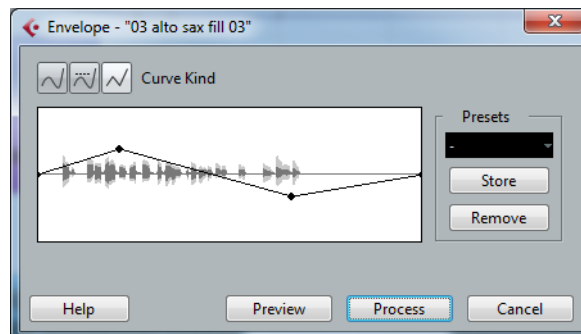 Envelope - "03 alto sax fill 03"
Curve Kind
Presets
-
Store
Remove
Help
Preview
Process
Cancel